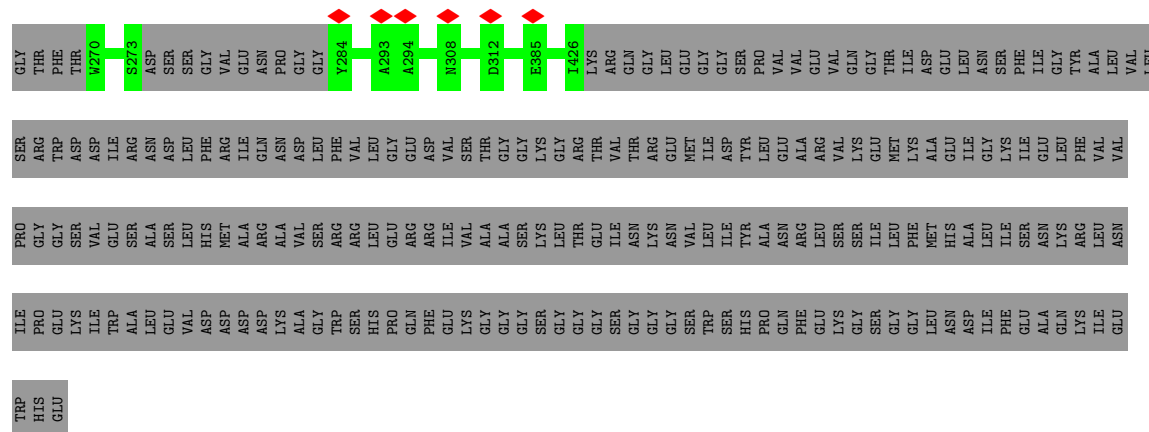 GLY THR PHE THR W270 S273 ASP SER SER GLY VAL GLU ASN PRO GLY GLY Y284 A293 A294 N308 D312 E385 I426 LYS ARG GLN GLY LEU GLU GLY GLY SER PRO VAL VAL GLU VAL GLN GLY THR ILE ASP GLU LEU ASN SER PHE ILE GLY TYR ALA LEU VAL LEU
SER ARG TRP ASP ASP ILE ARG ASN ASP LEU PHE ARG ILE GLN ASN ASP LEU PHE VAL LEU GLY GLU ASP VAL SER THR GLY GLY LYS GLY ARG THR VAL THR ARG GLU MET ILE ASP TYR LEU GLU ALA ARG VAL LYS GLU MET LYS ALA GLU ILE GLY LYS ILE GLU LEU PHE VAL VAL
PRO GLY GLY SER VAL GLU SER ALA SER LEU HIS MET ALA ARG ALA VAL SER ARG ARG LEU GLU ARG ARG ILE VAL ALA ALA SER LYS LEU THR GLU ILE ASN LYS ASN VAL LEU ILE TYR ALA ASN ARG LEU SER SER ILE LEU PHE MET HIS ALA LEU ILE SER ASN LYS ARG LEU ASN
ILE PRO GLU LYS ILE TRP ALA LEU GLU VAL ASP ASP ASP ASP LYS ALA GLY TRP SER HIS PRO GLN PHE GLU LYS GLY GLY GLY SER GLY GLY GLY SER GLY GLY GLY SER TRP SER HIS PRO GLN PHE GLU LYS GLY SER GLY GLY LEU ASN ASP ILE PHE GLU ALA GLN LYS ILE GLU
TRP HIS GLU